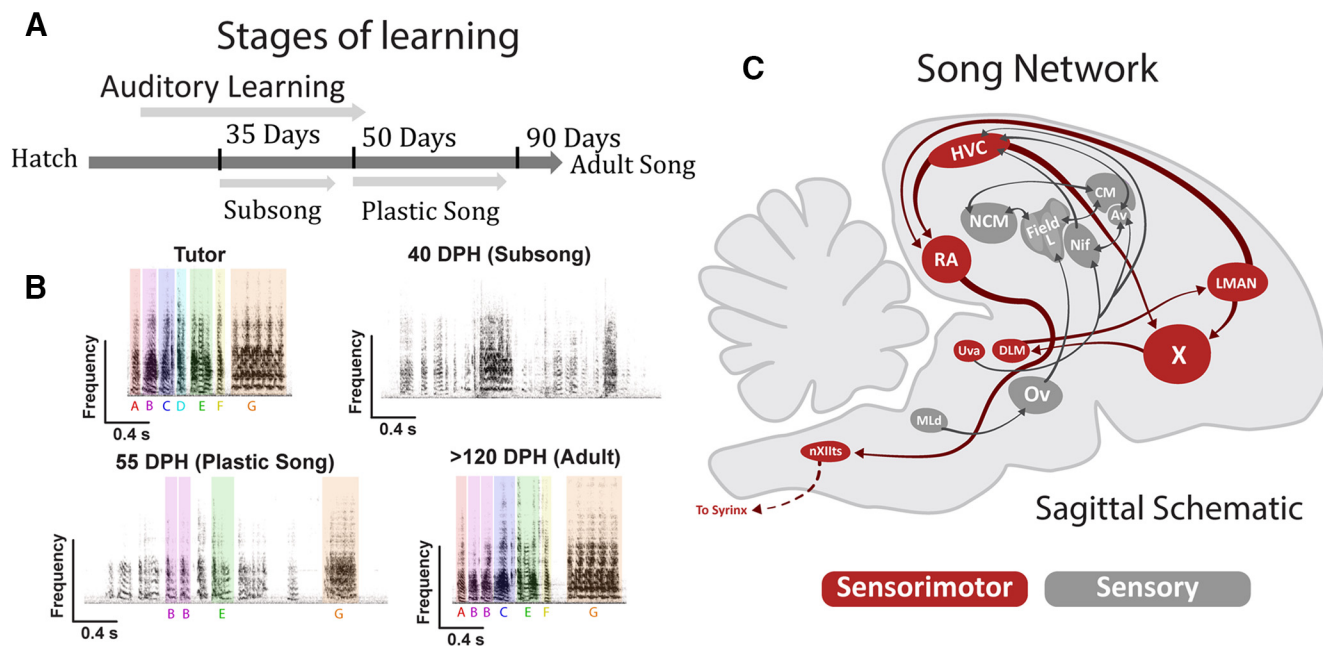 A
Stages of learning
Auditory Learning
35 Days
50 Days
90 Days
Hatch
Adult Song
Subsong
Plastic Song
B
Tutor
Frequency
A B C D E F G
0.4 s
40 DPH (Subsong)
Frequency
0.4 s
55 DPH (Plastic Song)
Frequency
B B E G
0.4 s
>120 DPH (Adult)
Frequency
A B B C E F G
0.4 s
C
Song Network
HVC
CM
NCM
Field
L
Av
Nif
RA
LMAN
Uva
DLM
X
Ov
MLd
nXIIts
To Syrinx
Sagittal Schematic
Sensorimotor
Sensory